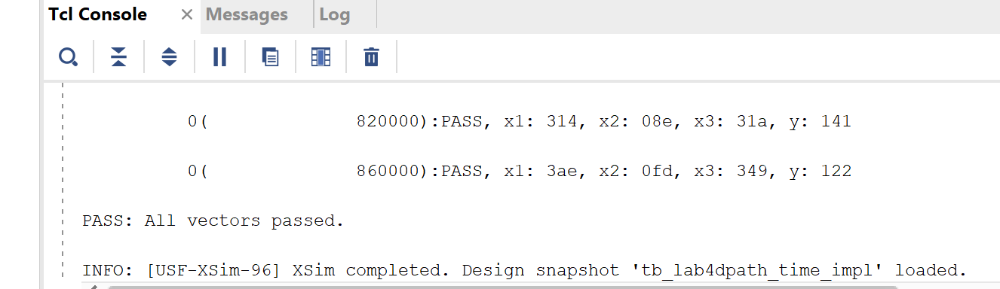 Tcl Console × Messages Log
0( 820000):PASS, x1: 314, x2: 08e, x3: 31a, y: 141
0( 860000):PASS, x1: 3ae, x2: 0fd, x3: 349, y: 122
PASS: All vectors passed.
INFO: [USF-XSim-96] XSim completed. Design snapshot 'tb_lab4dpath_time_impl' loaded.